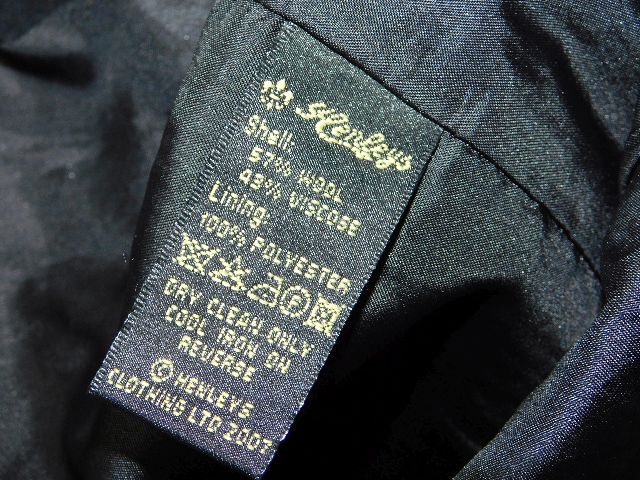 Henleys
Shell:
57% WOOL
43% VISCOSE
Lining:
100% POLYESTER
DRY CLEAN ONLY
COOL IRON ON
REVERSE
© HENLEYS
CLOTHING LTD 2007